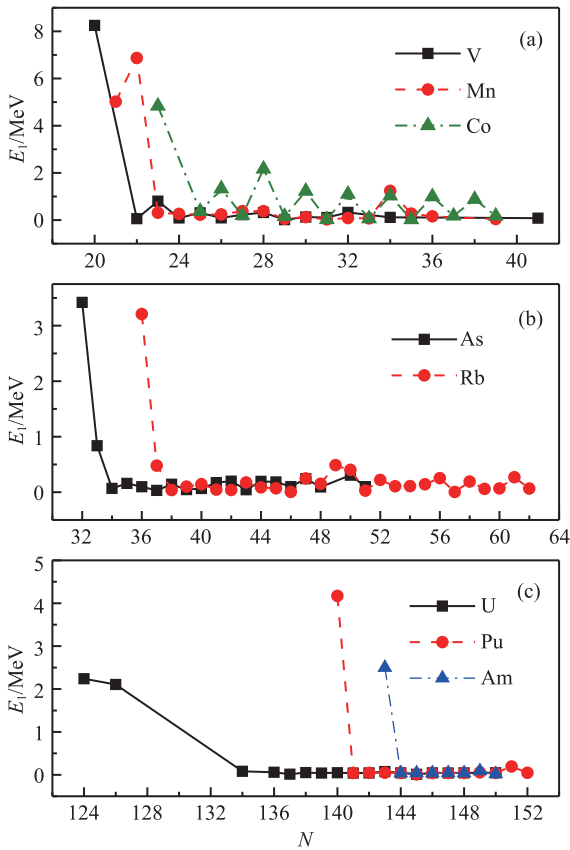 (a)
V
Mn
Co
E1/MeV
8
6
4
2
0
20 24 28 32 36 40
(b)
As
Rb
E1/MeV
3
2
1
0
32 36 40 44 48 52 56 60 64
(c)
U
Pu
Am
E1/MeV
5
4
3
2
1
0
124 128 132 136 140 144 148 152
N